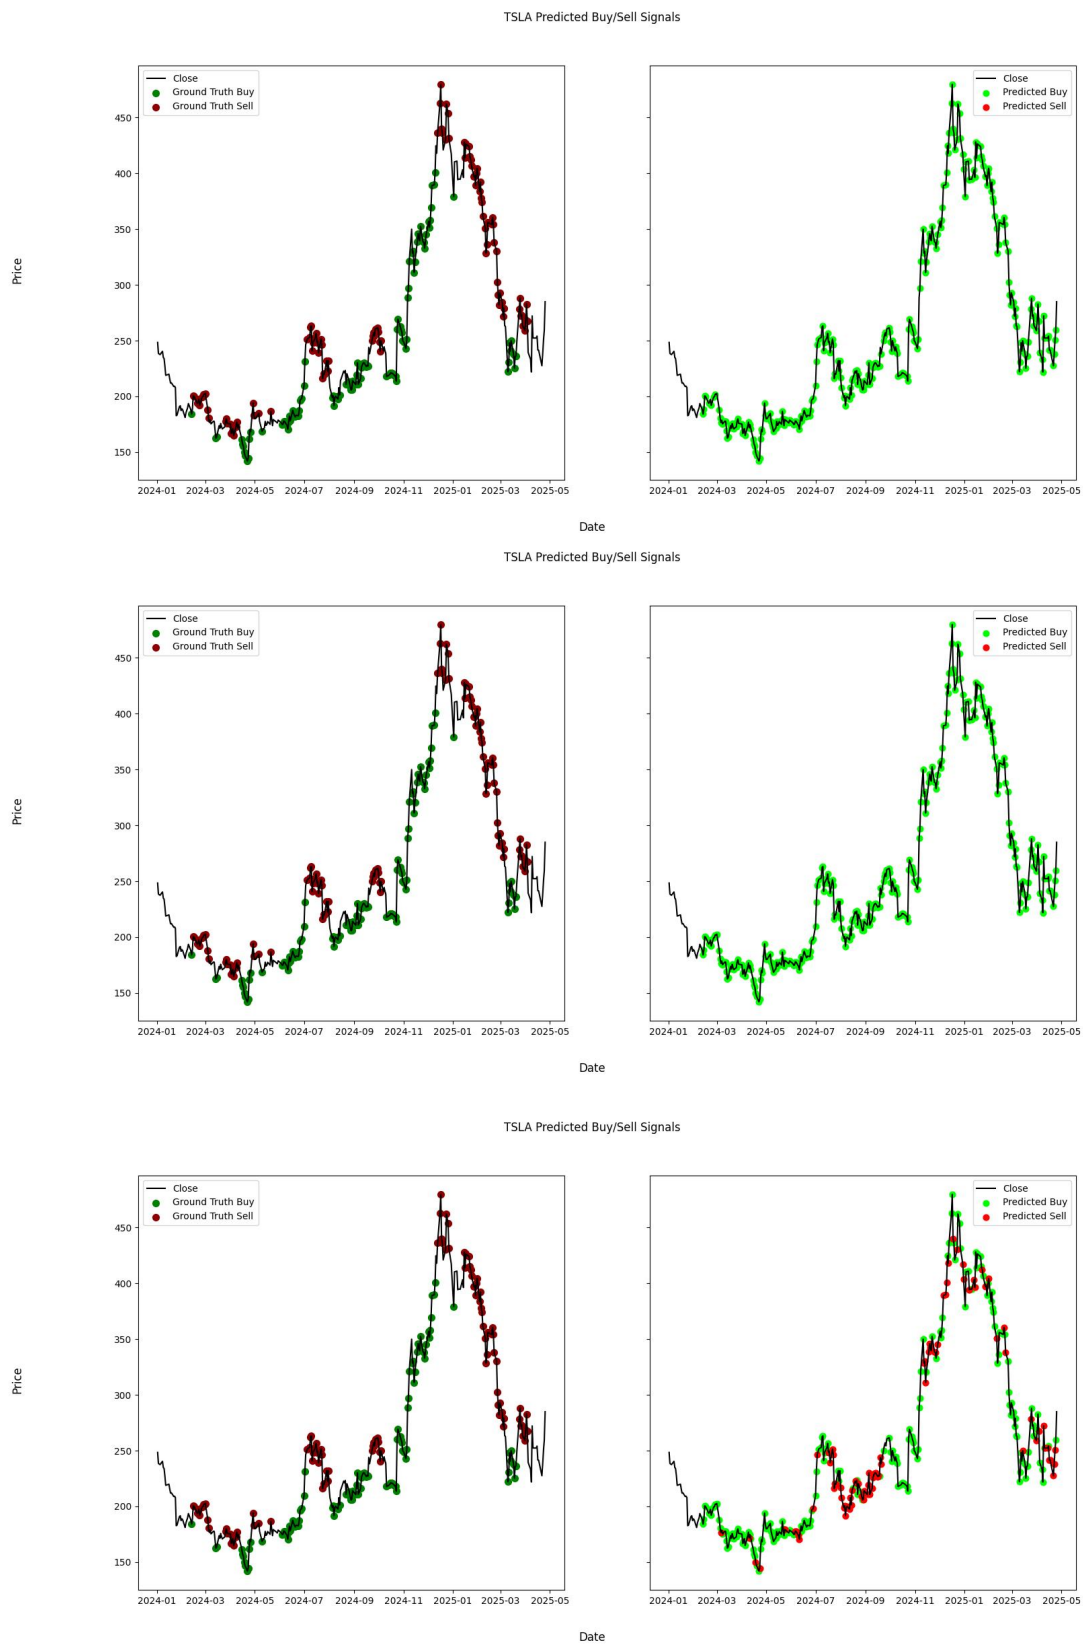 TSLA Predicted Buy/Sell Signals
Close
Ground Truth Buy
Ground Truth Sell
Close
Predicted Buy
Predicted Sell
450
400
350
300
250
200
150
Price
2024-01 2024-03 2024-05 2024-07 2024-09 2024-11 2025-01 2025-03 2025-05
2024-01 2024-03 2024-05 2024-07 2024-09 2024-11 2025-01 2025-03 2025-05
Date
TSLA Predicted Buy/Sell Signals
Close
Ground Truth Buy
Ground Truth Sell
Close
Predicted Buy
Predicted Sell
450
400
350
300
250
200
150
Price
2024-01 2024-03 2024-05 2024-07 2024-09 2024-11 2025-01 2025-03 2025-05
2024-01 2024-03 2024-05 2024-07 2024-09 2024-11 2025-01 2025-03 2025-05
Date
TSLA Predicted Buy/Sell Signals
Close
Ground Truth Buy
Ground Truth Sell
Close
Predicted Buy
Predicted Sell
450
400
350
300
250
200
150
Price
2024-01 2024-03 2024-05 2024-07 2024-09 2024-11 2025-01 2025-03 2025-05
2024-01 2024-03 2024-05 2024-07 2024-09 2024-11 2025-01 2025-03 2025-05
Date